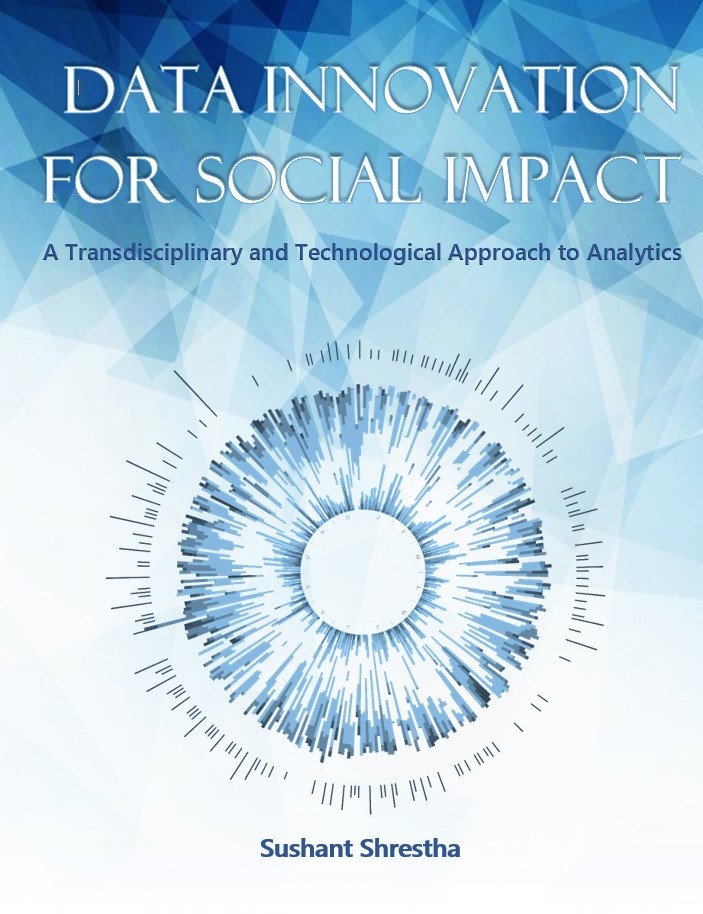 DATA INNOVATION
FOR SOCIAL IMPACT
A Transdisciplinary and Technological Approach to Analytics
Sushant Shrestha